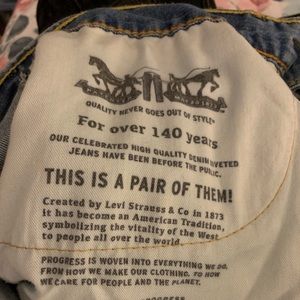 QUALITY NEVER GOES OUT OF STYLE®
For over 140 years
OUR CELEBRATED HIGH QUALITY DENIM RIVETED
JEANS HAVE BEEN BEFORE THE PUBLIC.
THIS IS A PAIR OF THEM!
Created by Levi Strauss & Co in 1873
it has become an American Tradition,
symbolizing the vitality of the West
to people all over the world.
PROGRESS IS WOVEN INTO EVERYTHING WE DO,
FROM HOW WE MAKE OUR CLOTHING, TO HOW
WE CARE FOR PEOPLE AND THE PLANET.
PROGRESS